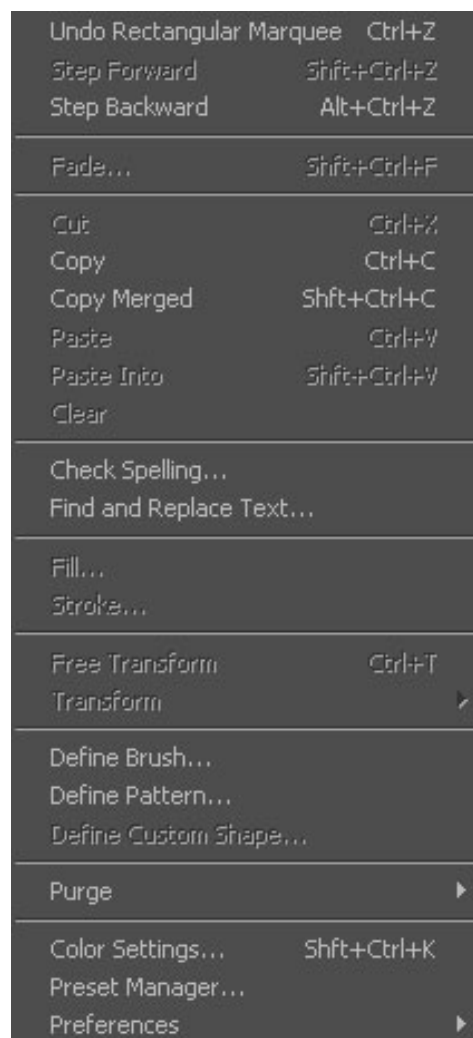 Undo Rectangular Marquee Ctrl+Z
Step Forward Shft+Ctrl+Z
Step Backward Alt+Ctrl+Z
Fade... Shft+Ctrl+F
Cut Ctrl+X
Copy Ctrl+C
Copy Merged Shft+Ctrl+C
Paste Ctrl+V
Paste Into Shft+Ctrl+V
Clear
Check Spelling...
Find and Replace Text...
Fill...
Stroke...
Free Transform Ctrl+T
Transform
Define Brush...
Define Pattern...
Define Custom Shape...
Purge
Color Settings... Shft+Ctrl+K
Preset Manager...
Preferences